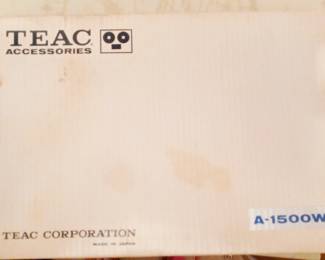 TEAC
ACCESSORIES
A-1500W
TEAC CORPORATION
MADE IN JAPAN